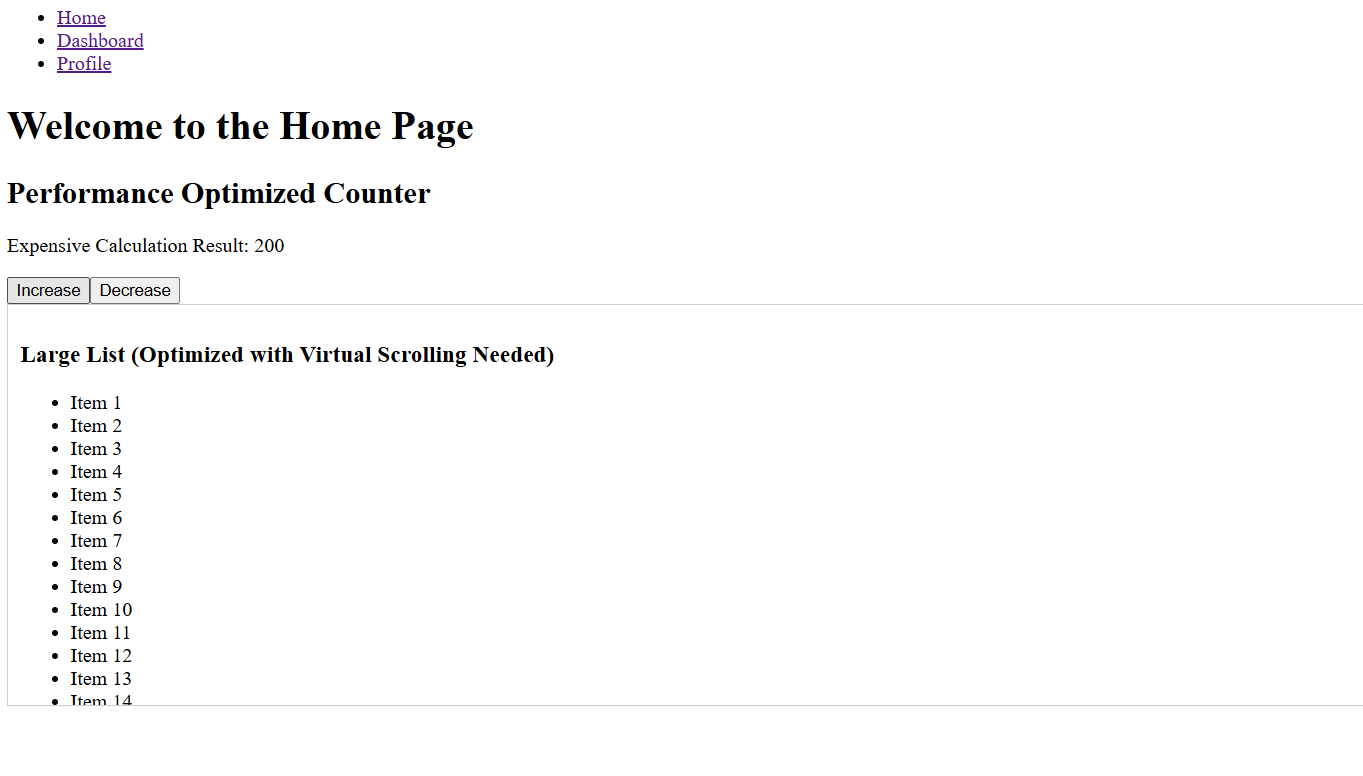 Home
Dashboard
Profile
Welcome to the Home Page
Performance Optimized Counter
Expensive Calculation Result: 200
Increase Decrease
Large List (Optimized with Virtual Scrolling Needed)
Item 1
Item 2
Item 3
Item 4
Item 5
Item 6
Item 7
Item 8
Item 9
Item 10
Item 11
Item 12
Item 13
Item 14